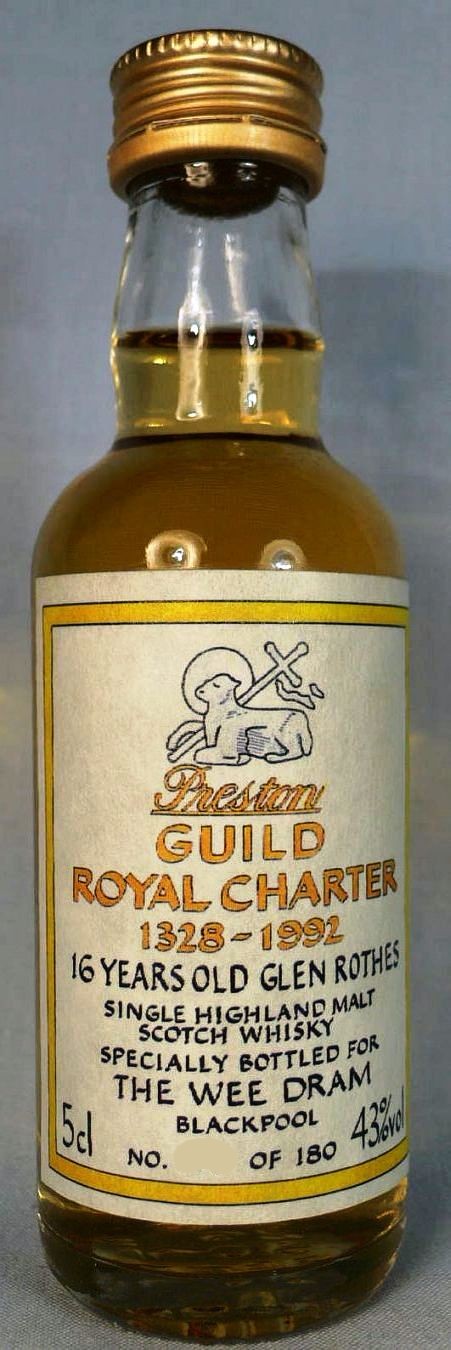 Preston
GUILD
ROYAL CHARTER
1328-1992
16 YEARS OLD GLEN ROTHES
SINGLE HIGHLAND MALT
SCOTCH WHISKY
SPECIALLY BOTTLED FOR
THE WEE DRAM
BLACKPOOL
5cl NO. OF 180 43%vol